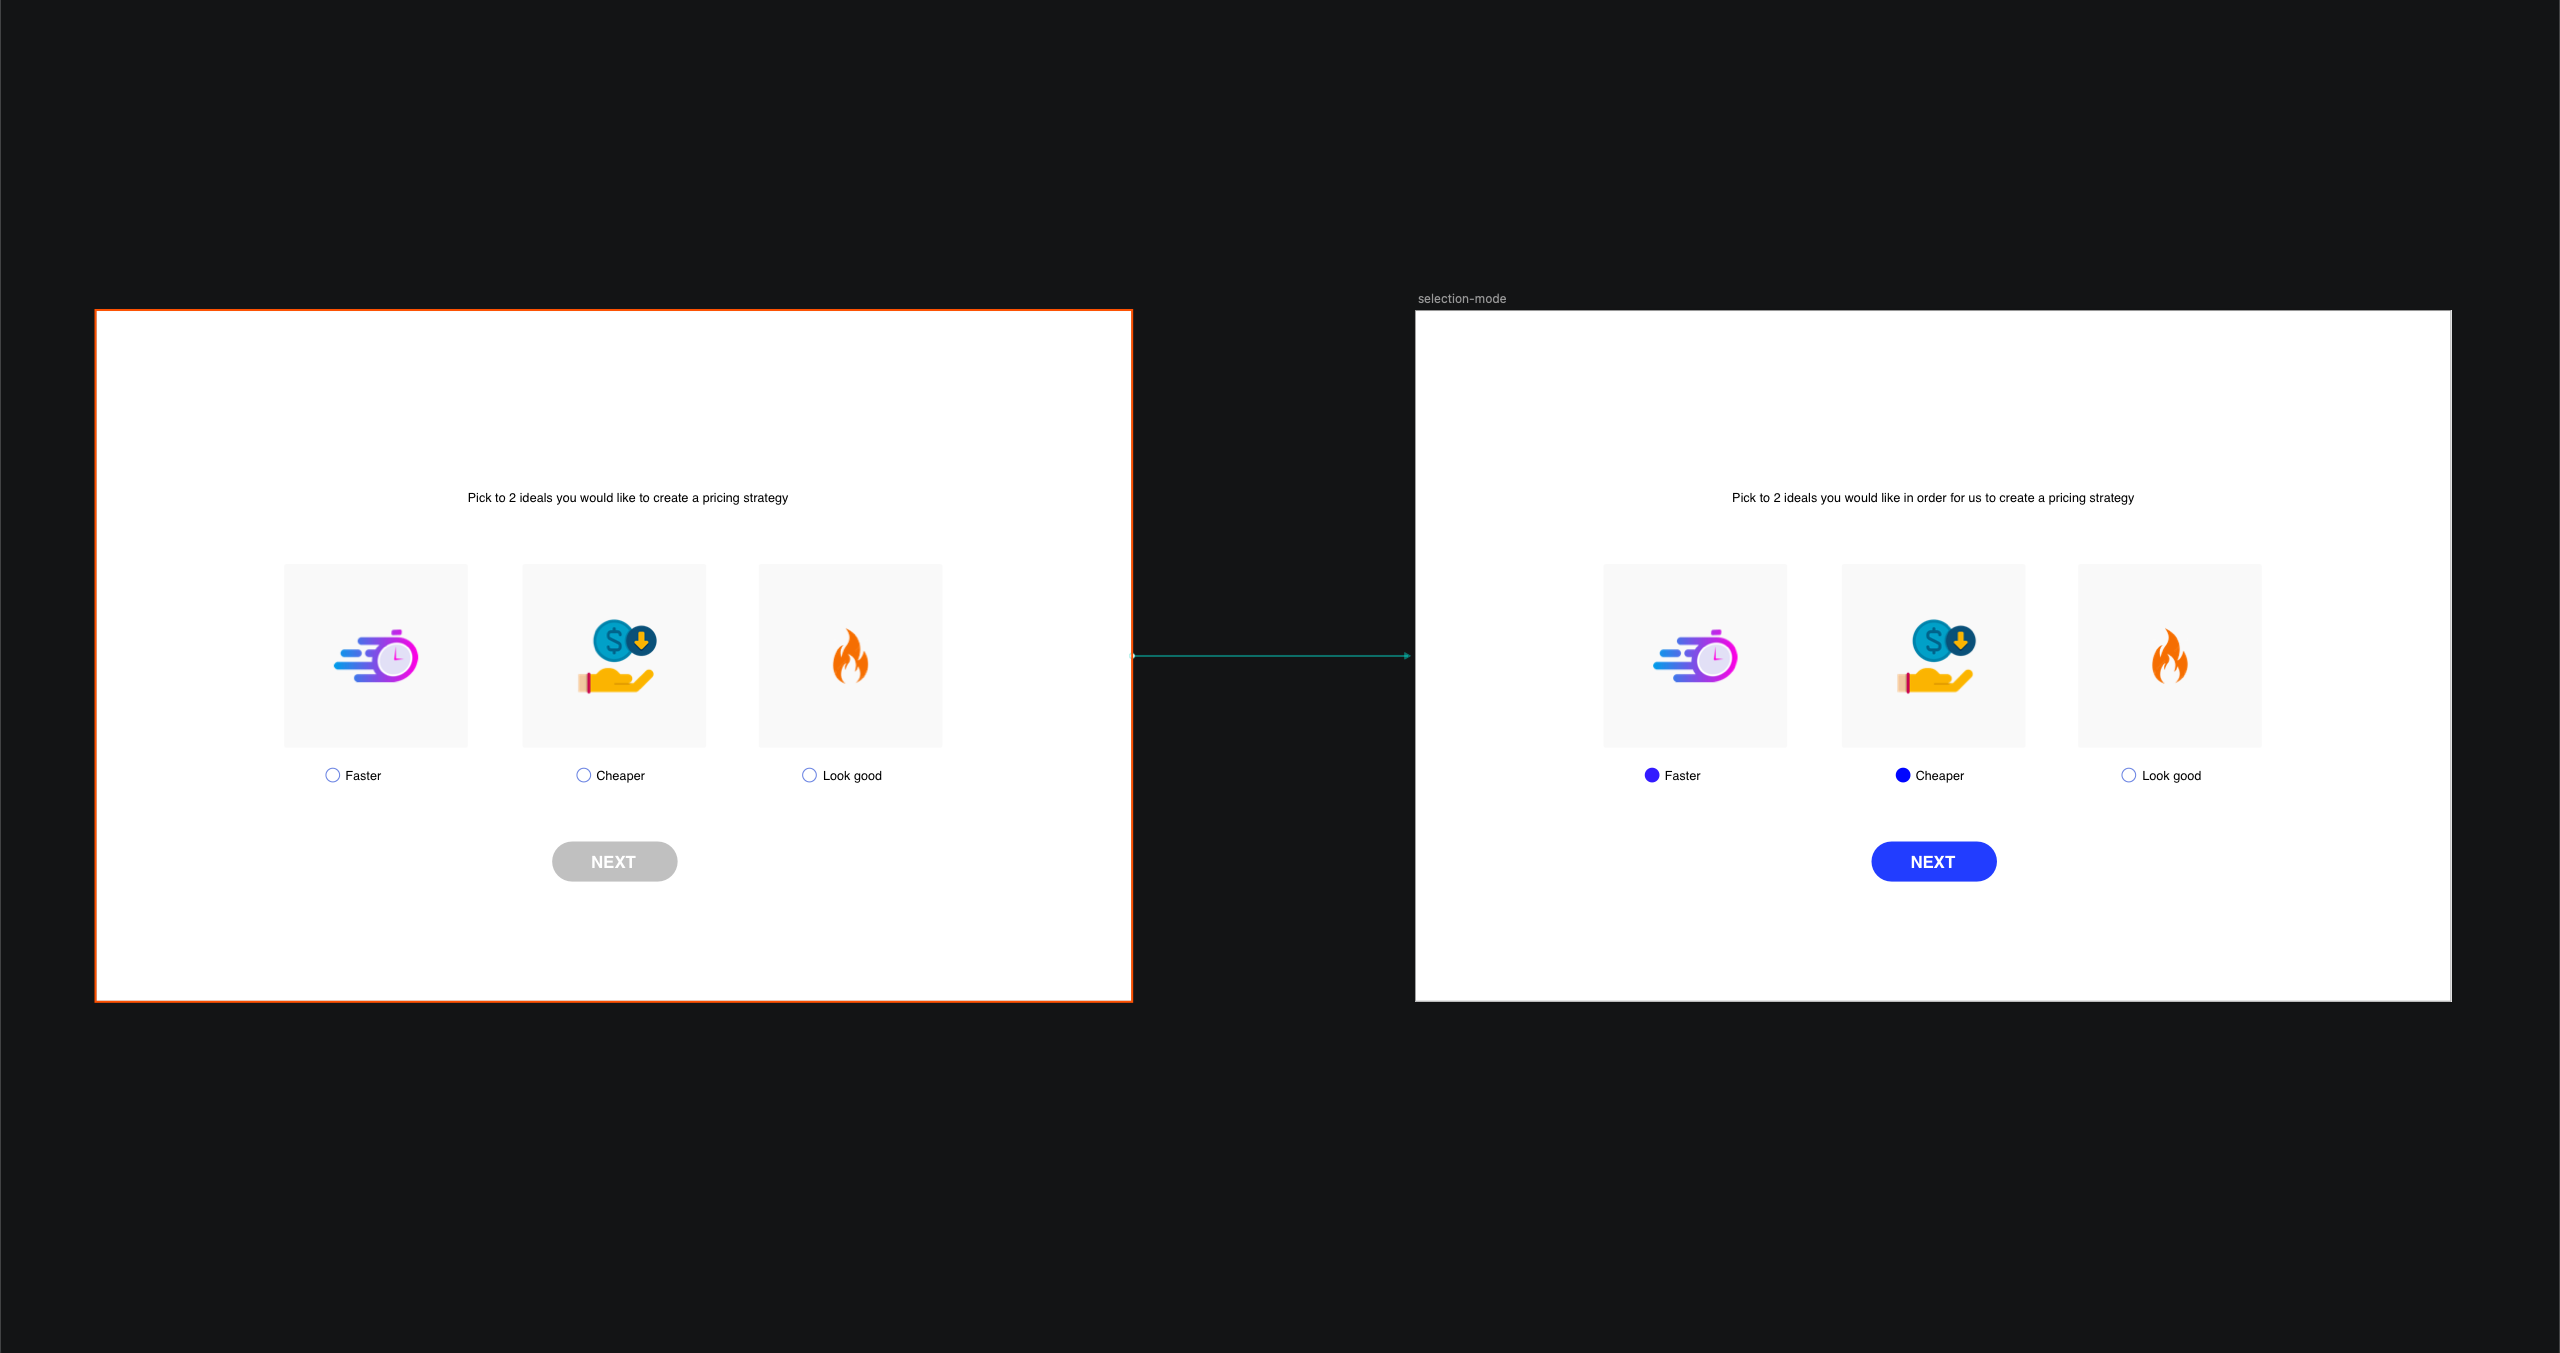 selection-mode
Pick to 2 ideals you would like to create a pricing strategy
$
Faster
Cheaper
Look good
NEXT
Pick to 2 ideals you would like in order for us to create a pricing strategy
$
Faster
Cheaper
Look good
NEXT